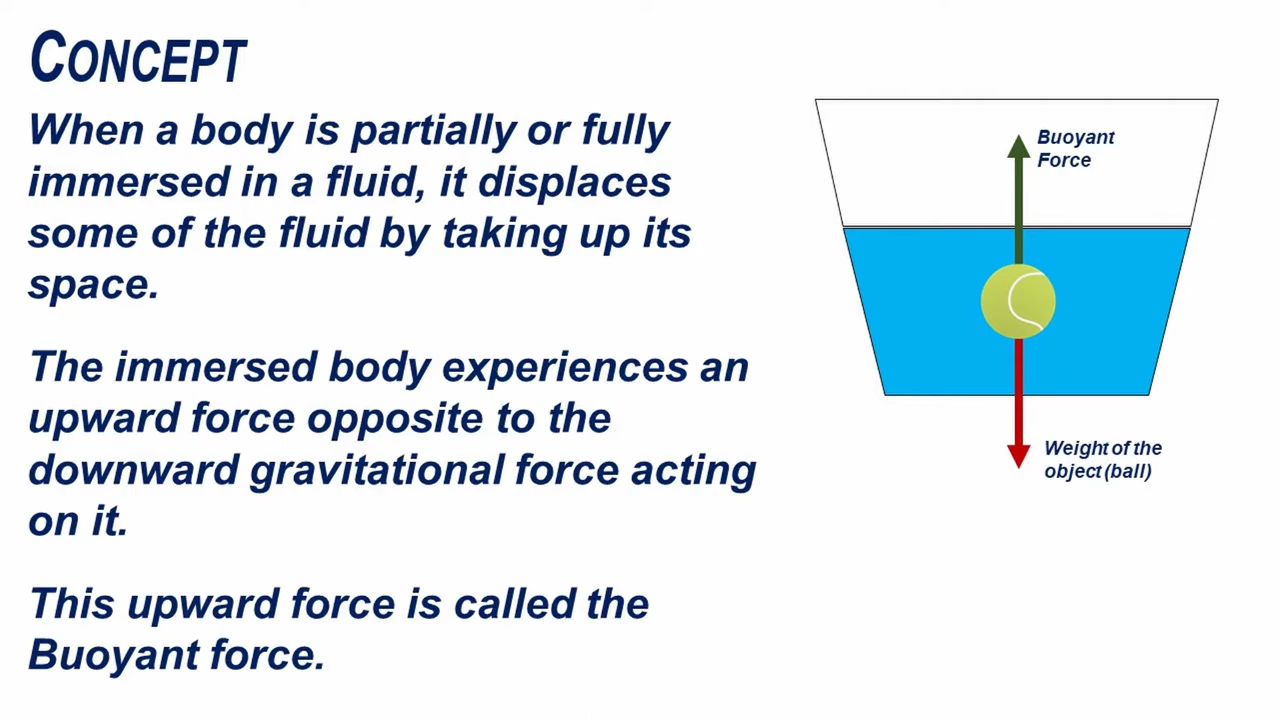 CONCEPT
When a body is partially or fully
immersed in a fluid, it displaces
some of the fluid by taking up its
space.
The immersed body experiences an
upward force opposite to the
downward gravitational force acting
on it.
This upward force is called the
Buoyant force.
Buoyant
Force
Weight of the
object (ball)